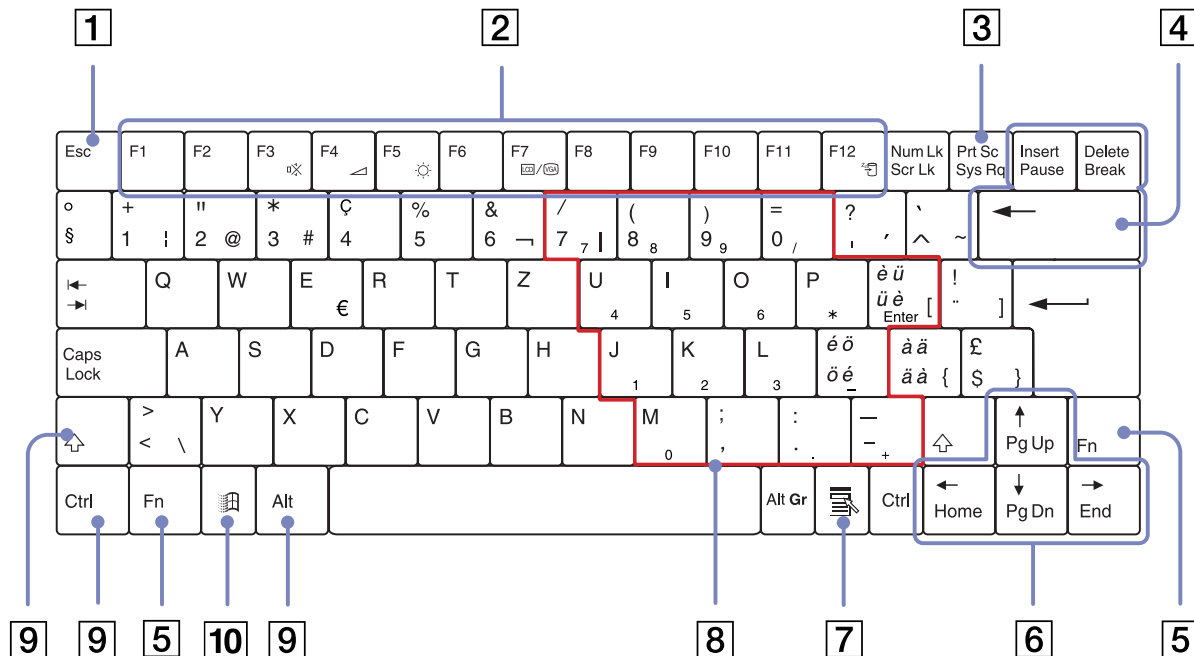 1 2 3 4
Esc F1 F2 F3 F4 F5 F6 F7 LCD / VGA F8 F9 F10 F11 F12 z z Num Lk Prt Sc Insert Delete
Scr Lk Sys Rq Pause Break
° + " * Ç % & / ( ) = ? `
§ 1 ¦ 2 @ 3 # 4 5 6 ¬ 7 7 | 8 8 9 9 0 / ' ´ ^ ~
Q W E R T Z U I O P è ü !
€ 4 5 6 * ü è [ ¨ ]
Enter
Caps A S D F G H J K L é ö à ä £
Lock 1 2 3 ö é _ ä à { $ }
> Y X C V B N M ; : —
< \ 0 , . . - + Pg Up Fn
Ctrl Fn Alt Alt Gr Ctrl Home Pg Dn End
9 9 5 10 9 8 7 6 5